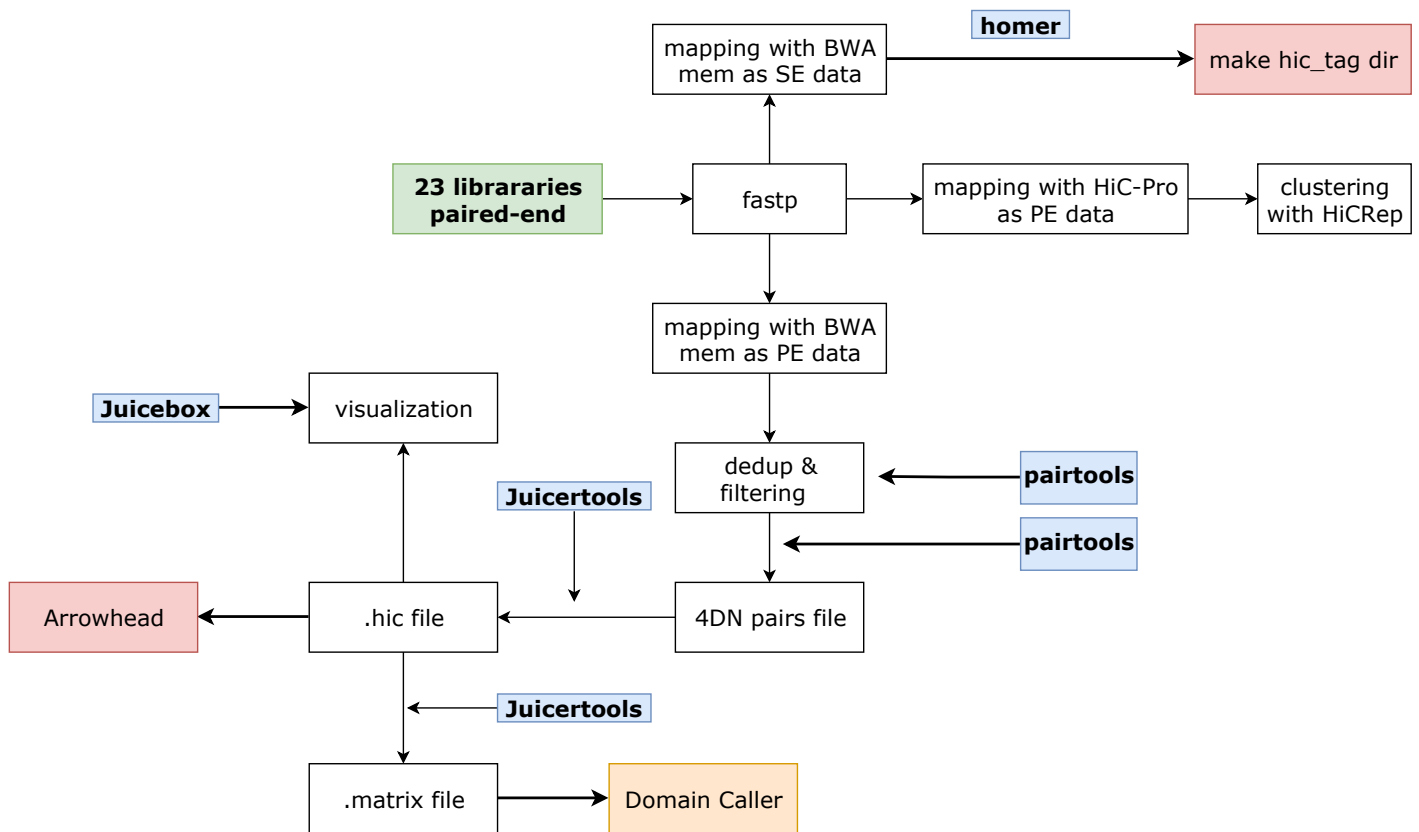 homer
mapping with BWA
mem as SE data
make hic_tag dir
23 librararies
paired-end
fastp
mapping with HiC-Pro
as PE data
clustering
with HiCRep
mapping with BWA
mem as PE data
Juicebox
visualization
dedup &
filtering
pairtools
Juicertools
pairtools
Arrowhead
.hic file
4DN pairs file
Juicertools
.matrix file
Domain Caller